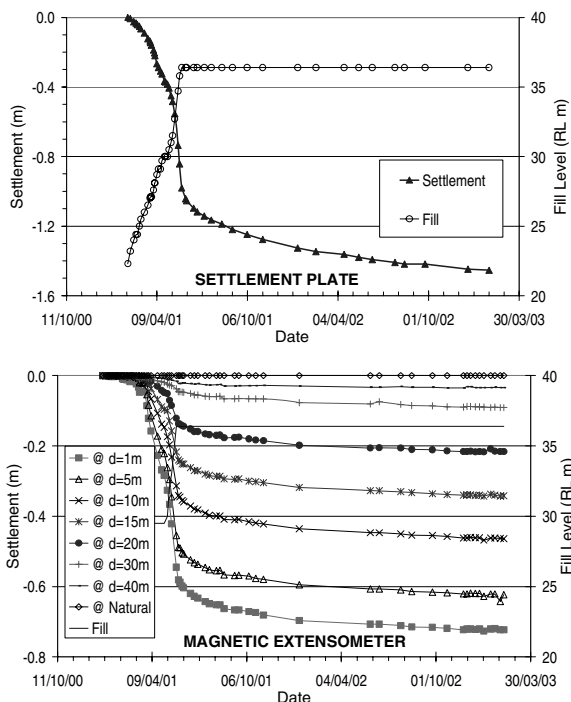 0.0
-0.4
-0.8
-1.2
-1.6
Settlement (m)
40
35
30
25
20
Fill Level (RL m)
Settlement
Fill
SETTLEMENT PLATE
11/10/00 09/04/01 06/10/01 04/04/02 01/10/02 30/03/03
Date
0.0
-0.2
-0.4
-0.6
-0.8
Settlement (m)
40
35
30
25
20
Fill Level (RL m)
@ d=1m
@ d=5m
@ d=10m
@ d=15m
@ d=20m
@ d=30m
@ d=40m
@ Natural
Fill
MAGNETIC EXTENSOMETER
11/10/00 09/04/01 06/10/01 04/04/02 01/10/02 30/03/03
Date